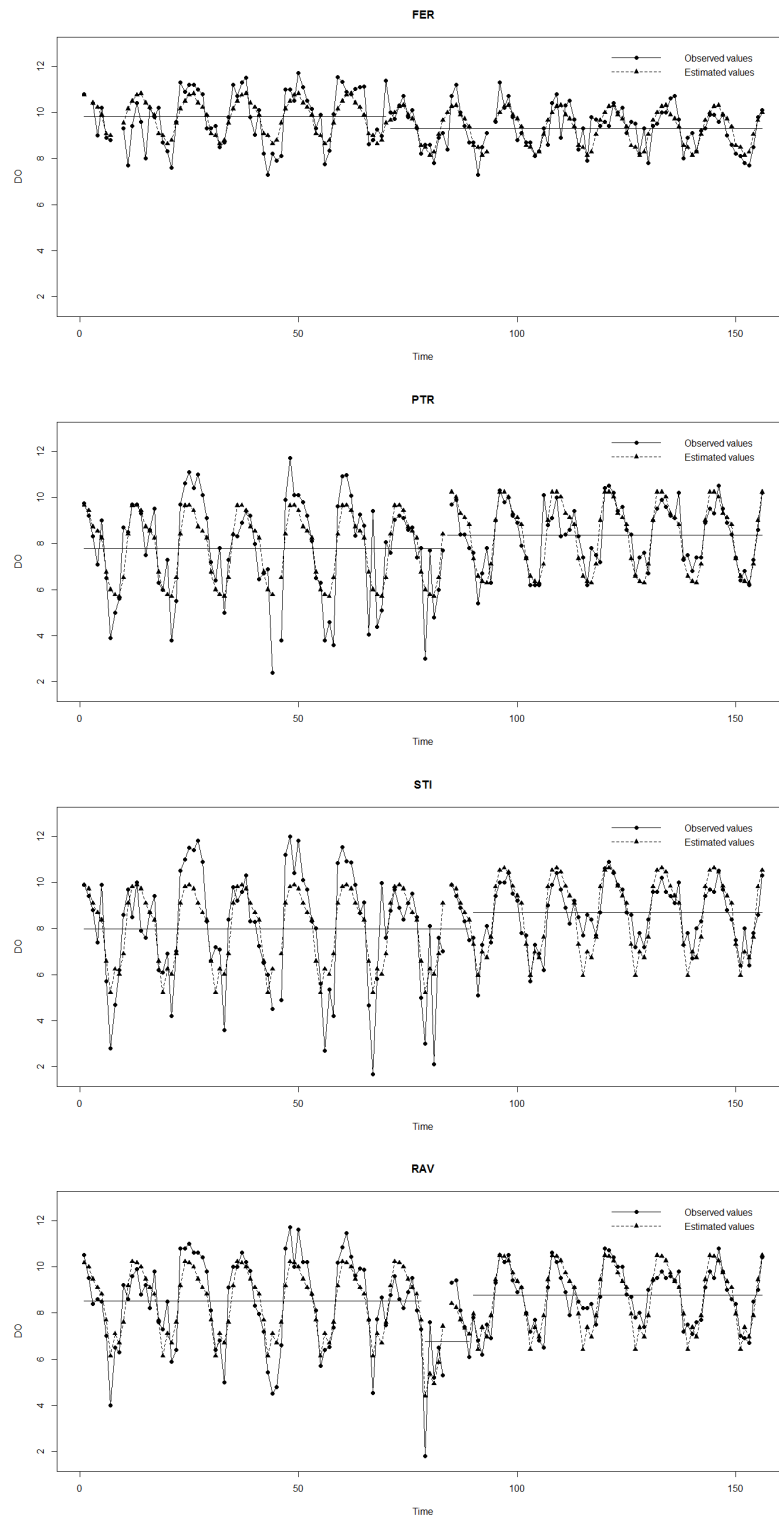 FER
Observed values
Estimated values
12
10
8
6
4
2
DO
0
50
100
150
Time
PTR
Observed values
Estimated values
12
10
8
6
4
2
DO
0
50
100
150
Time
STI
Observed values
Estimated values
12
10
8
6
4
2
DO
0
50
100
150
Time
RAV
Observed values
Estimated values
12
10
8
6
4
2
DO
0
50
100
150
Time